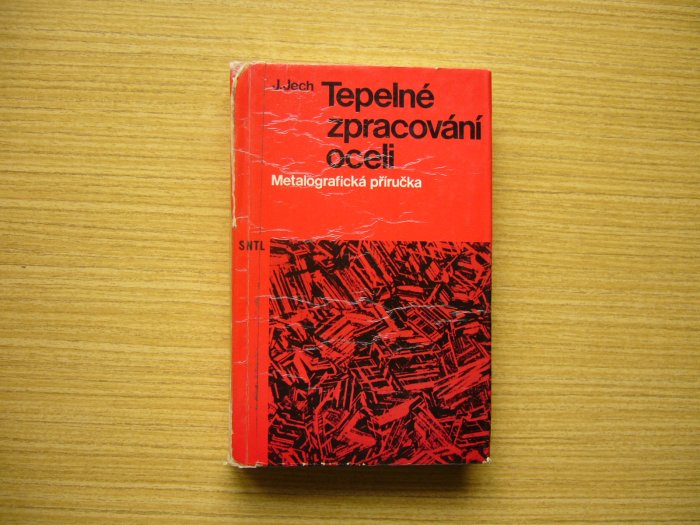 J. Jech
Tepelné
zpracování
oceli
Metalografická příručka
SNTL